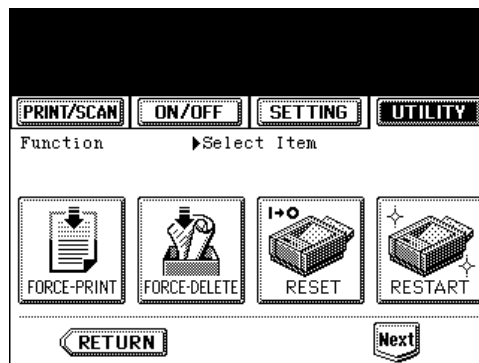 PRINT/SCAN ON/OFF SETTING UTILITY
Function ▶Select Item
I→O
FORCE-PRINT FORCE-DELETE RESET RESTART
RETURN Next